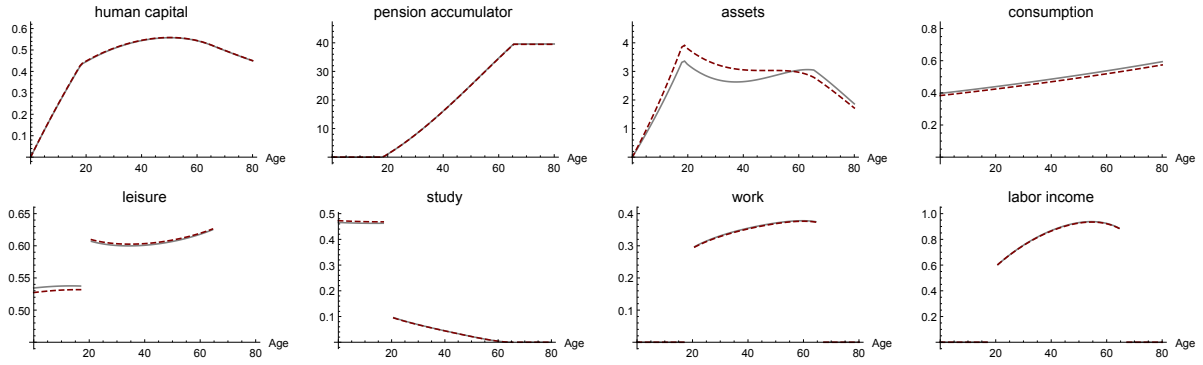 human capital
0.6
0.5
0.4
0.3
0.2
0.1
20 40 60 80
Age
pension accumulator
40
30
20
10
20 40 60 80
Age
assets
4
3
2
1
20 40 60 80
Age
consumption
0.8
0.6
0.4
0.2
20 40 60 80
Age
leisure
0.65
0.60
0.55
0.50
20 40 60 80
Age
study
0.5
0.4
0.3
0.2
0.1
20 40 60 80
Age
work
0.4
0.3
0.2
0.1
20 40 60 80
Age
labor income
1.0
0.8
0.6
0.4
0.2
20 40 60 80
Age